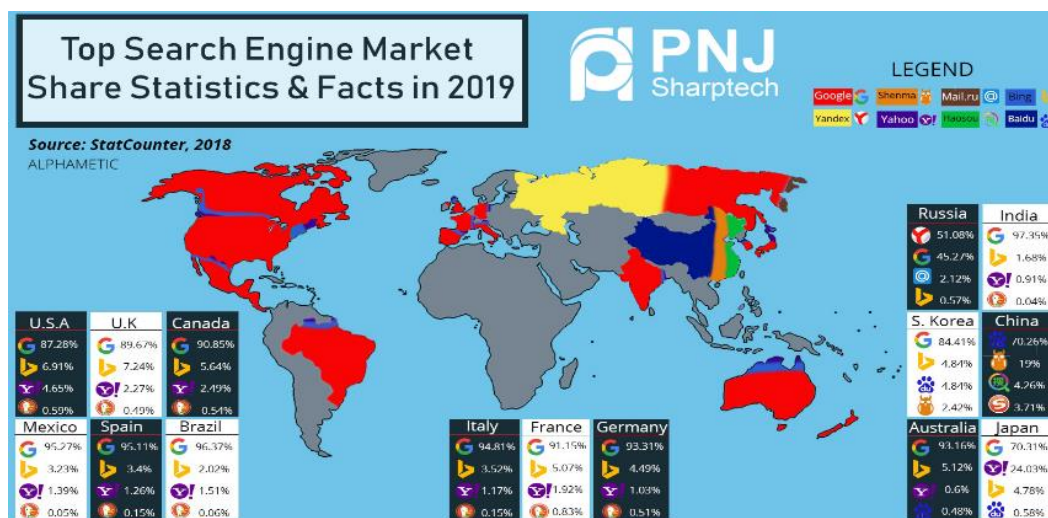 Top Search Engine Market
Share Statistics & Facts in 2019
PNJ
Sharptech
LEGEND
Google Shenma Mail.ru Bing
Yandex Yahoo Haosou Baidu
Source: StatCounter, 2018
ALPHAMETIC
Russia
51.08%
45.27%
2.12%
0.57%
India
97.35%
1.68%
0.91%
0.04%
U.S.A
87.28%
6.91%
4.65%
0.59%
U.K
89.67%
7.24%
2.27%
0.49%
Canada
90.85%
5.64%
2.49%
0.54%
S. Korea
84.41%
4.84%
4.84%
2.42%
China
70.26%
19%
4.26%
3.71%
Mexico
95.27%
3.23%
1.39%
0.05%
Spain
95.11%
3.4%
1.26%
0.15%
Brazil
96.37%
2.02%
1.51%
0.06%
Italy
94.81%
3.52%
1.17%
0.15%
France
91.15%
5.07%
1.92%
0.83%
Germany
93.31%
4.49%
1.03%
0.51%
Australia
93.16%
5.12%
0.6%
0.48%
Japan
70.31%
24.03%
4.78%
0.58%